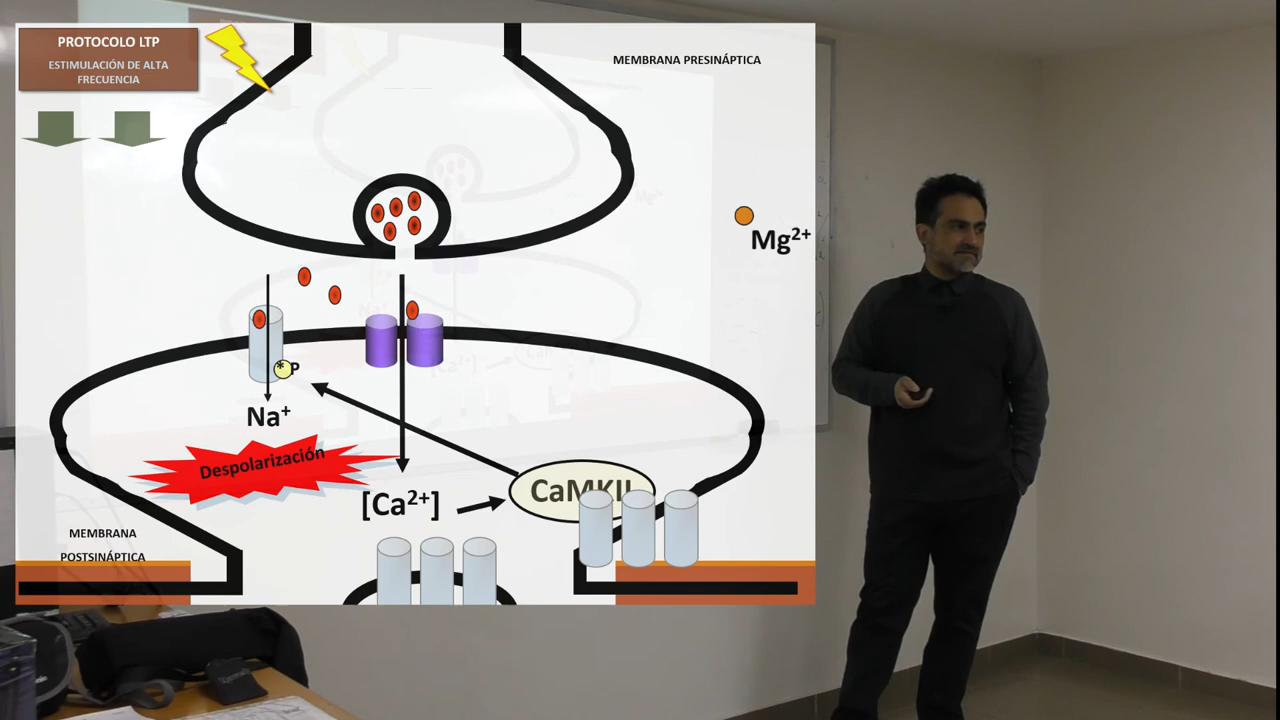 PROTOCOLO LTP
ESTIMULACIÓN DE ALTA
FRECUENCIA
MEMBRANA PRESINÁPTICA
Mg²⁺
*P
Na⁺
Despolarización
[Ca²⁺]
CaMKII
MEMBRANA
POSTSINÁPTICA